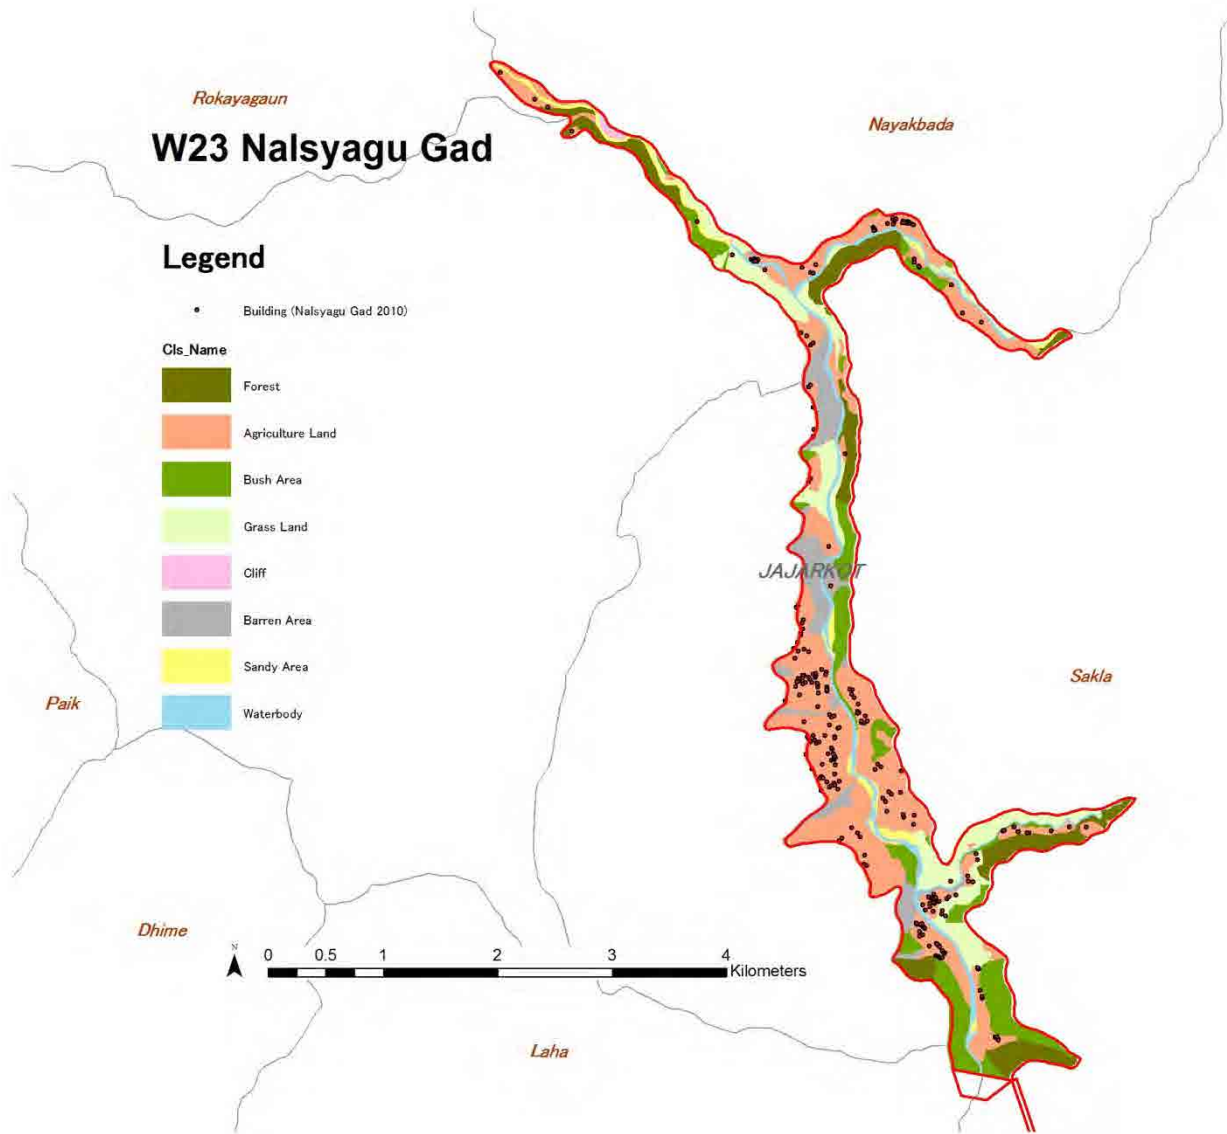 Rokayagaun
Nayakbada
W23 Nalsyagu Gad
Legend
Building (Nalsyagu Gad 2010)
Cls_Name
Forest
Agriculture Land
Bush Area
Grass Land
Cliff
JAJARKOT
Barren Area
Sandy Area
Sakla
Paik
Waterbody
Dhime
N
0 0.5 1 2 3 4
Kilometers
Laha